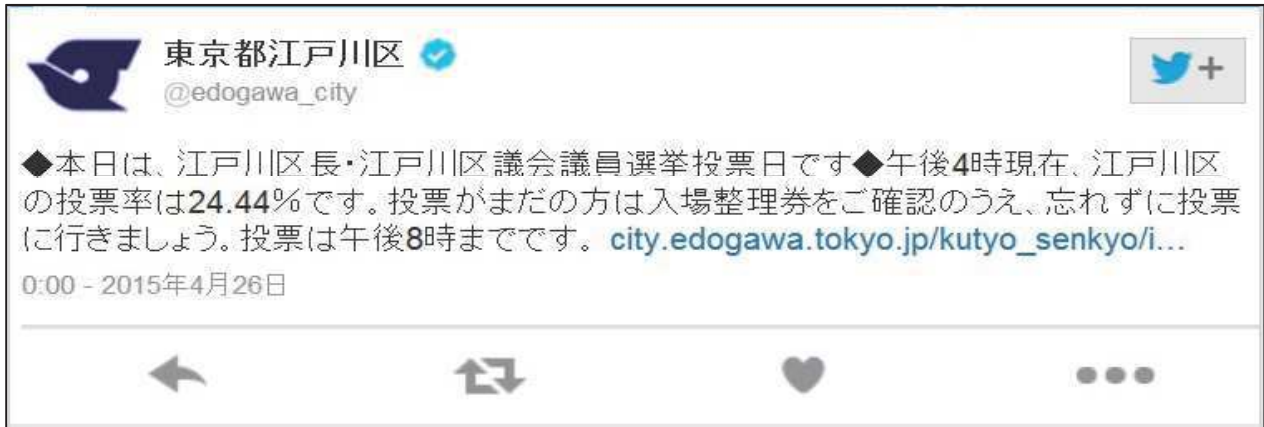 東京都江戸川区
@edogawa_city
+
◆本日は、江戸川区長・江戸川区議会議員選挙投票日です◆午後4時現在、江戸川区
の投票率は24.44%です。投票がまだの方は入場整理券をご確認のうえ、忘れずに投票
に行きましょう。投票は午後8時までです。 city.edogawa.tokyo.jp/kutyo_senkyo/i...
0:00 - 2015年4月26日